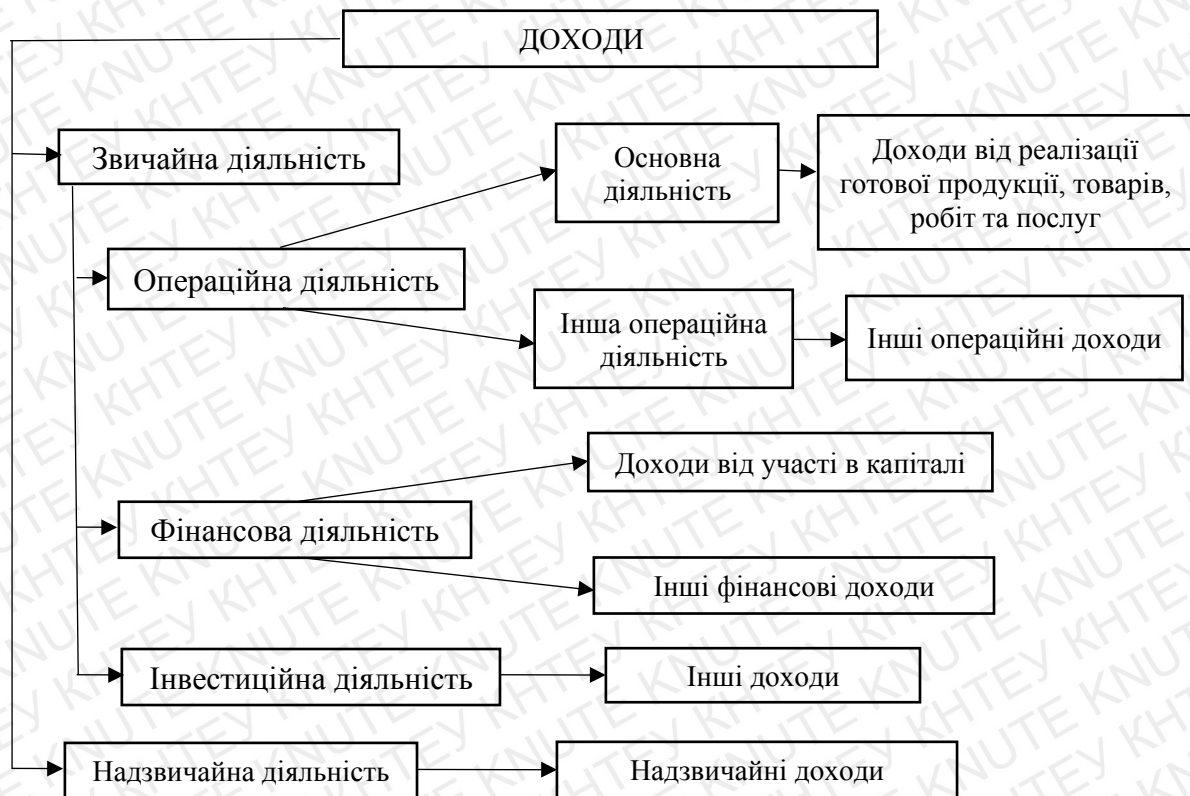 ДОХОДИ
Звичайна діяльність
Основна
діяльність
Доходи від реалізації
готової продукції, товарів,
робіт та послуг
Операційна діяльність
Інша операційна
діяльність
Інші операційні доходи
Доходи від участі в капіталі
Фінансова діяльність
Інші фінансові доходи
Інвестиційна діяльність
Інші доходи
Надзвичайна діяльність
Надзвичайні доходи